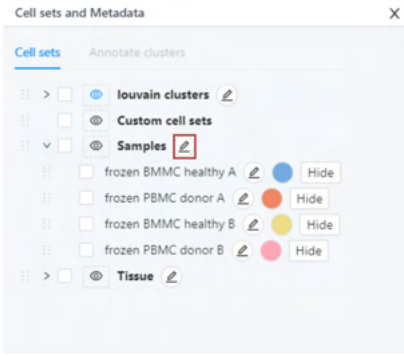 Cell sets and Metadata X
Cell sets Annotate clusters
louvain clusters
Custom cell sets
Samples
frozen BMMC healthy A Hide
frozen PBMC donor A Hide
frozen BMMC healthy B Hide
frozen PBMC donor B Hide
Tissue